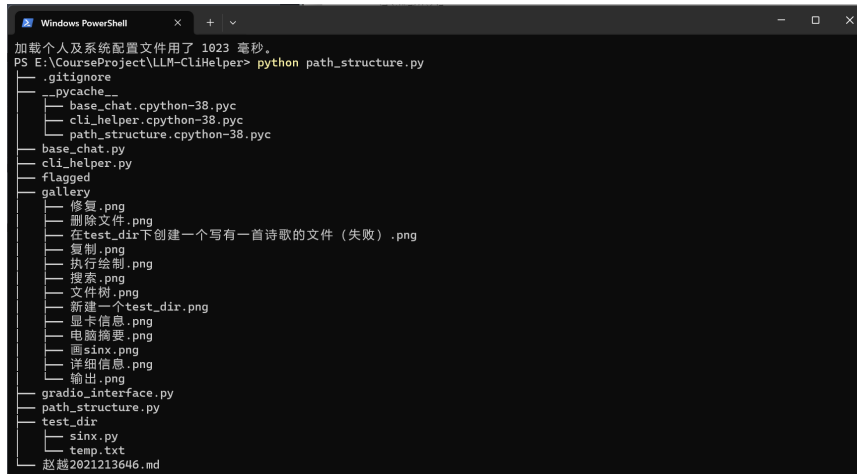 Windows PowerShell
加载个人及系统配置文件用了 1023 毫秒。
PS E:\CourseProject\LLM-CliHelper> python path_structure.py
├── .gitignore
├── __pycache__
│   ├── base_chat.cpython-38.pyc
│   ├── cli_helper.cpython-38.pyc
│   └── path_structure.cpython-38.pyc
├── base_chat.py
├── cli_helper.py
├── flagged
├── gallery
│   ├── 修复.png
│   ├── 删除文件.png
│   ├── 在test_dir下创建一个写有一首诗歌的文件（失败）.png
│   ├── 复制.png
│   ├── 执行绘制.png
│   ├── 搜索.png
│   ├── 文件树.png
│   ├── 新建一个test_dir.png
│   ├── 显卡信息.png
│   ├── 电脑摘要.png
│   ├── 画sinx.png
│   ├── 详细信息.png
│   └── 输出.png
├── gradio_interface.py
├── path_structure.py
├── test_dir
│   ├── sinx.py
│   └── temp.txt
└── 赵越2021213646.md